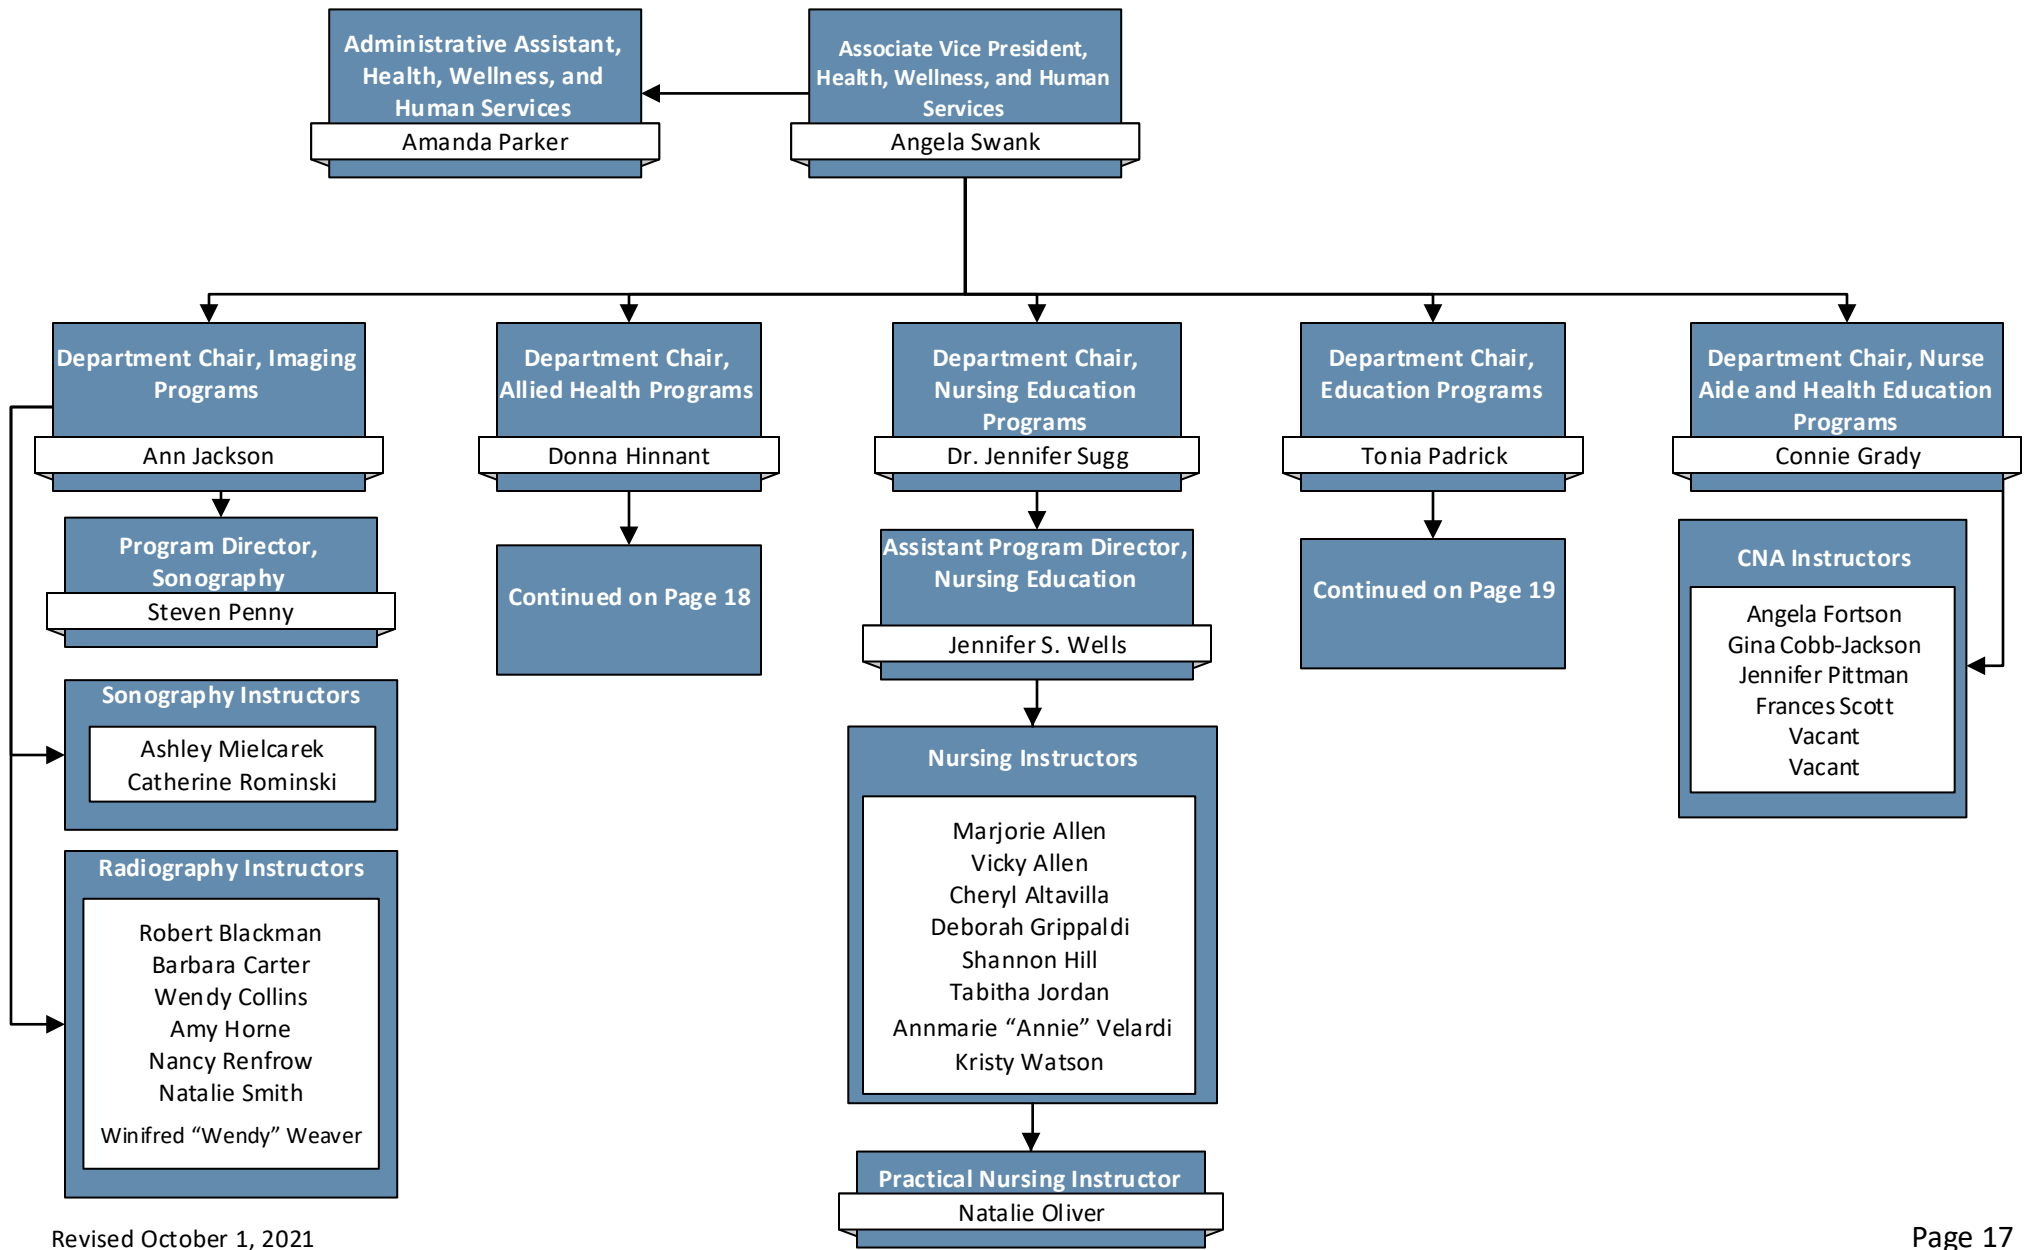 Administrative Assistant,
Health, Wellness, and
Human Services
Amanda Parker
Associate Vice President,
Health, Wellness, and Human
Services
Angela Swank
Department Chair, Imaging
Programs
Ann Jackson
Program Director,
Sonography
Steven Penny
Sonography Instructors
Ashley Mielcarek
Catherine Rominski
Radiography Instructors
Robert Blackman
Barbara Carter
Wendy Collins
Amy Horne
Nancy Renfrow
Natalie Smith
Winifred “Wendy” Weaver
Department Chair,
Allied Health Programs
Donna Hinnant
Continued on Page 18
Department Chair,
Nursing Education
Programs
Dr. Jennifer Sugg
Assistant Program Director,
Nursing Education
Jennifer S. Wells
Nursing Instructors
Marjorie Allen
Vicky Allen
Cheryl Altavilla
Deborah Grippaldi
Shannon Hill
Tabitha Jordan
Annmarie “Annie” Velardi
Kristy Watson
Practical Nursing Instructor
Natalie Oliver
Department Chair,
Education Programs
Tonia Padrick
Continued on Page 19
Department Chair, Nurse
Aide and Health Education
Programs
Connie Grady
CNA Instructors
Angela Fortson
Gina Cobb-Jackson
Jennifer Pittman
Frances Scott
Vacant
Vacant
Revised October 1, 2021
Page 17